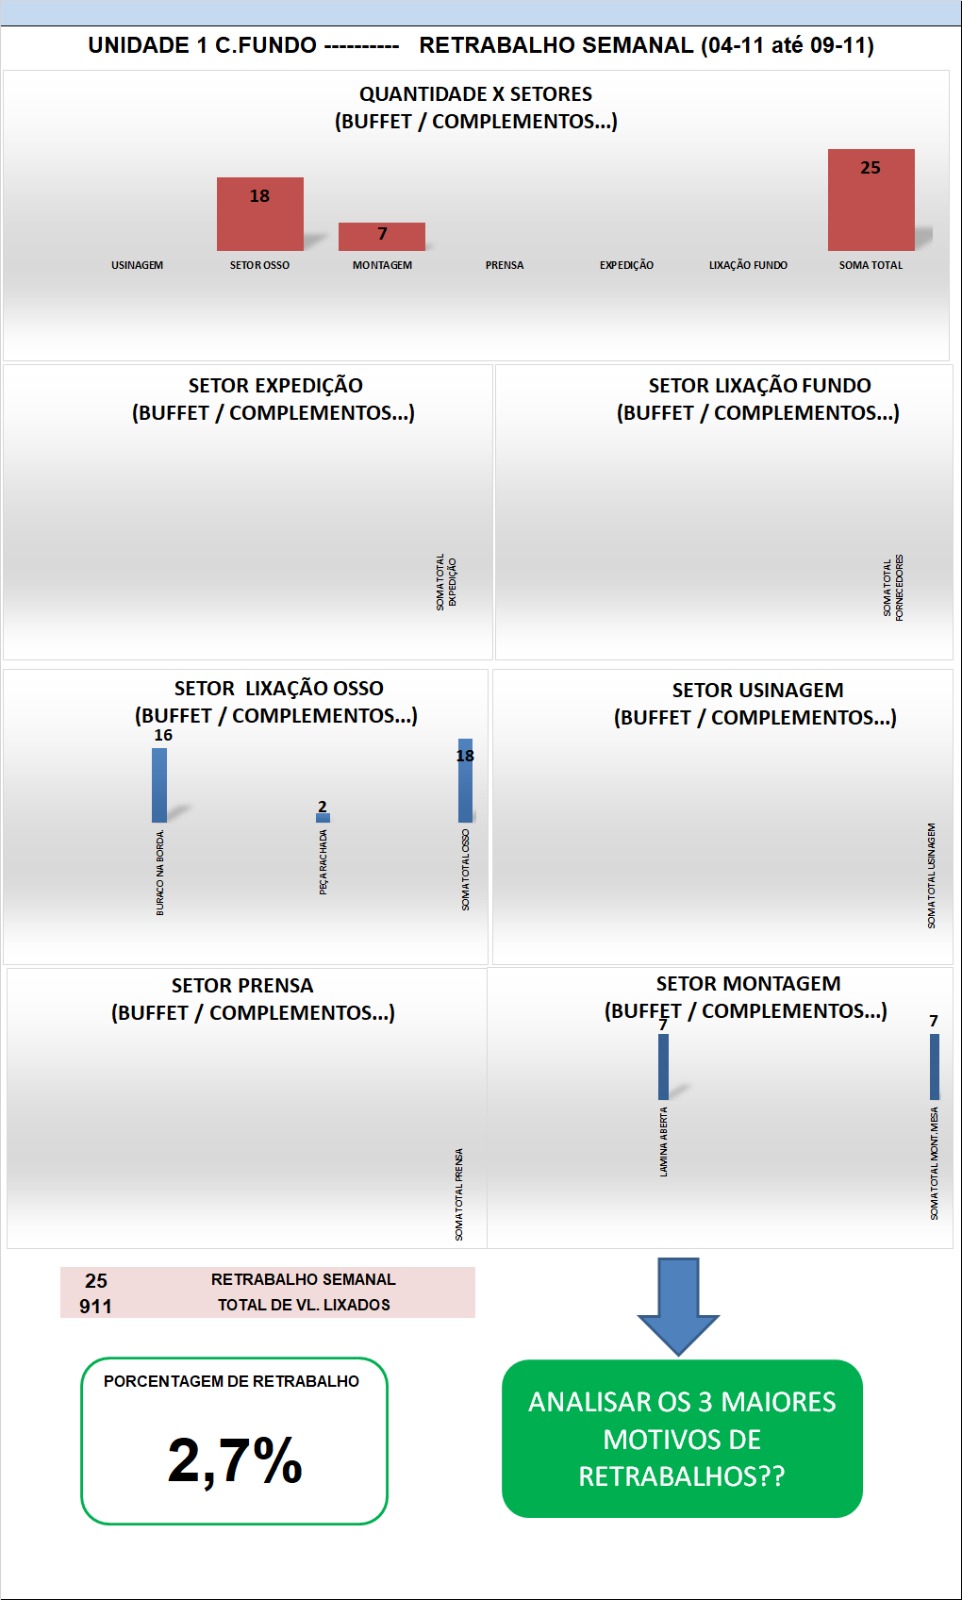 UNIDADE 1 C.FUNDO ---------- RETRABALHO SEMANAL (04-11 até 09-11)
QUANTIDADE X SETORES
(BUFFET / COMPLEMENTOS...)
18
7
25
USINAGEM
SETOR OSSO
MONTAGEM
PRENSA
EXPEDIÇÃO
LIXAÇÃO FUNDO
SOMA TOTAL
SETOR EXPEDIÇÃO
(BUFFET / COMPLEMENTOS...)
SOMA TOTAL
EXPEDIÇÃO
SETOR LIXAÇÃO FUNDO
(BUFFET / COMPLEMENTOS...)
SOMA TOTAL
FORNECEDORES
SETOR LIXAÇÃO OSSO
(BUFFET / COMPLEMENTOS...)
16
2
18
BURACO NA BORDA.
PEÇA RACHADA
SOMA TOTAL OSSO
SETOR USINAGEM
(BUFFET / COMPLEMENTOS...)
SOMA TOTAL USINAGEM
SETOR PRENSA
(BUFFET / COMPLEMENTOS...)
SOMA TOTAL PRENSA
SETOR MONTAGEM
(BUFFET / COMPLEMENTOS...)
7
7
LAMINA ABERTA
SOMA TOTAL MONT.MESA
25 RETRABALHO SEMANAL
911 TOTAL DE VL. LIXADOS
PORCENTAGEM DE RETRABALHO
2,7%
ANALISAR OS 3 MAIORES
MOTIVOS DE
RETRABALHOS??